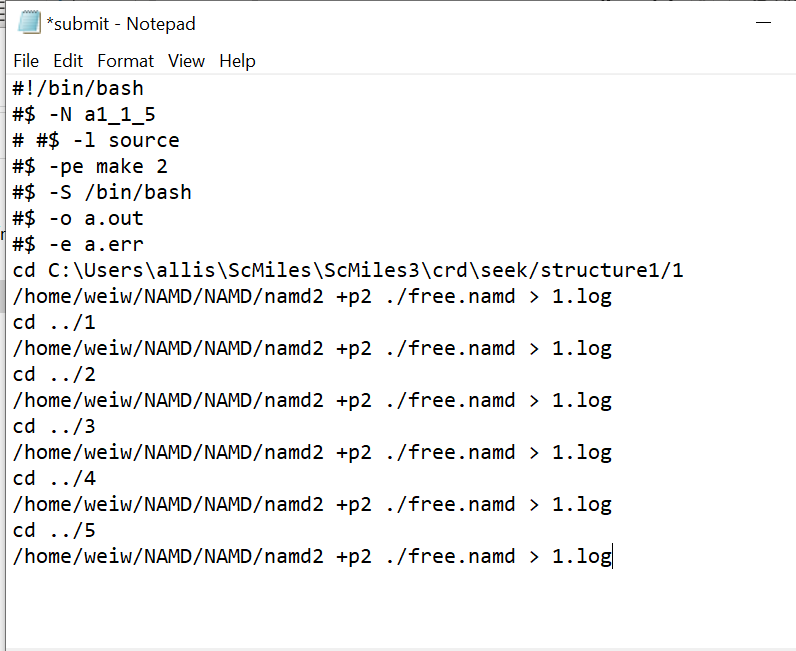 *submit - Notepad
File Edit Format View Help
#!/bin/bash
#$ -N a1_1_5
# #$ -l source
#$ -pe make 2
#$ -S /bin/bash
#$ -o a.out
#$ -e a.err
cd C:\Users\allis\ScMiles\ScMiles3\crd\seek/structure1/1
/home/weiw/NAMD/NAMD/namd2 +p2 ./free.namd > 1.log
cd ../1
/home/weiw/NAMD/NAMD/namd2 +p2 ./free.namd > 1.log
cd ../2
/home/weiw/NAMD/NAMD/namd2 +p2 ./free.namd > 1.log
cd ../3
/home/weiw/NAMD/NAMD/namd2 +p2 ./free.namd > 1.log
cd ../4
/home/weiw/NAMD/NAMD/namd2 +p2 ./free.namd > 1.log
cd ../5
/home/weiw/NAMD/NAMD/namd2 +p2 ./free.namd > 1.log